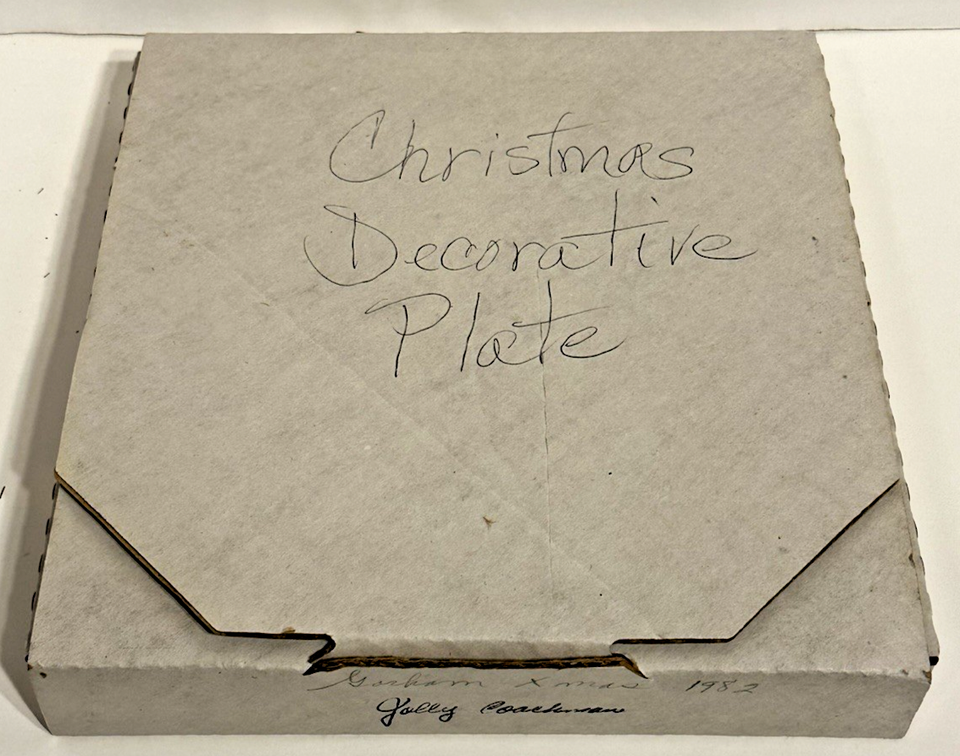 Christmas
Decorative
Plate
Gorham Xmas 1982
Jolly Coachman